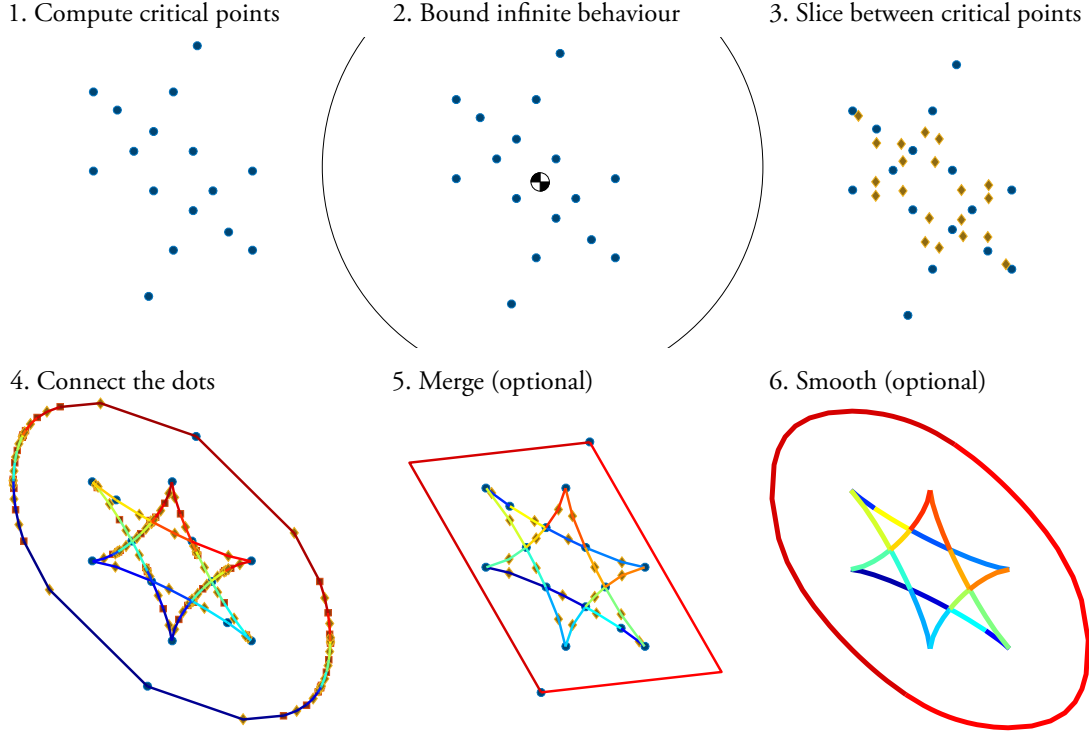 1. Compute critical points
2. Bound infinite behaviour
3. Slice between critical points
4. Connect the dots
5. Merge (optional)
6. Smooth (optional)